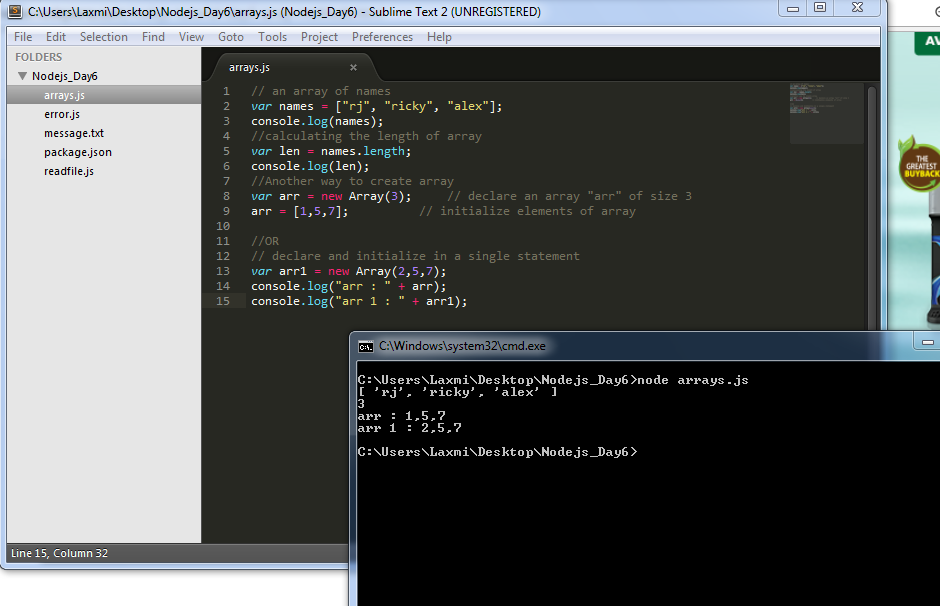 C:\Users\Laxmi\Desktop\Nodejs_Day6\arrays.js (Nodejs_Day6) - Sublime Text 2 (UNREGISTERED)
File Edit Selection Find View Goto Tools Project Preferences Help
FOLDERS
Nodejs_Day6
arrays.js
error.js
message.txt
package.json
readfile.js
arrays.js
1 // an array of names
2 var names = ["rj", "ricky", "alex"];
3 console.log(names);
4 //calculating the length of array
5 var len = names.length;
6 console.log(len);
7 //Another way to create array
8 var arr = new Array(3); // declare an array "arr" of size 3
9 arr = [1,5,7]; // initialize elements of array
10
11 //OR
12 // declare and initialize in a single statement
13 var arr1 = new Array(2,5,7);
14 console.log("arr : " + arr);
15 console.log("arr 1 : " + arr1);
Line 15, Column 32
C:\Windows\system32\cmd.exe
C:\Users\Laxmi\Desktop\Nodejs_Day6>node arrays.js
[ 'rj', 'ricky', 'alex' ]
3
arr : 1,5,7
arr 1 : 2,5,7
C:\Users\Laxmi\Desktop\Nodejs_Day6>
THE
GREATEST
BUYBACK